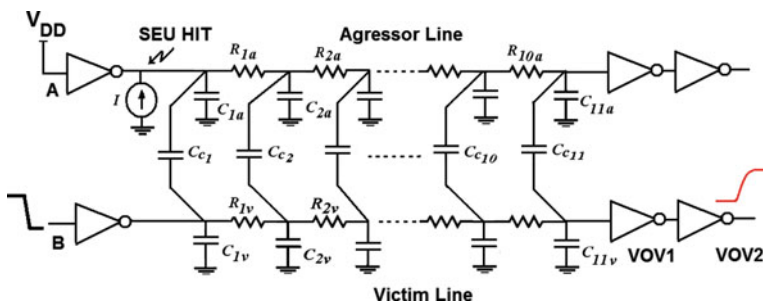 VDD
SEU HIT
Agressor Line
R1a
R2a
R10a
A
I
C1a
C2a
C11a
Cc1
Cc2
Cc10
Cc11
R1v
R2v
B
C1v
C2v
C11v
VOV1
VOV2
Victim Line